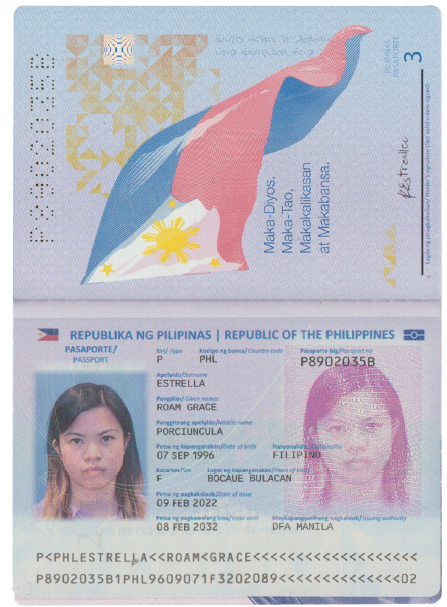 P8902035B
PILIPINAS
PASAPORTE
3
Maka-Diyos,
Maka-Tao,
Makakalikasan
at Makabansa.
REstrella
REPUBLIKA NG PILIPINAS | REPUBLIC OF THE PHILIPPINES
PASAPORTE/
PASSPORT
Uri/ Type Kodigo ng bansa/ Country code Pasaporte blg/Passport no
P PHL P8902035B
Apelyido/Surname
ESTRELLA
Pangalan/ Given names
ROAM GRACE
Panggitnang apelyido/Middle name
PORCIUNCULA
Petsa ng kapanganakan/Date of birth Nasyonalidad/Nationality
07 SEP 1996 FILIPINO
Kasarian/Sex Lugar ng kapanganakan/Place of birth
F BOCAUE BULACAN
Petsa ng pagkakaloob/Date of issue
09 FEB 2022
Petsa ng pagkawalang bisa/Valid until Maykapangyarihang nagkaloob/Issuing authority
08 FEB 2032 DFA MANILA
P<PHLESTRELLA<<ROAM<GRACE<<<<<<<<<<<<<<<<<<<
P8902035B1PHL9609071F3202089<<<<<<<<<<<<<<02